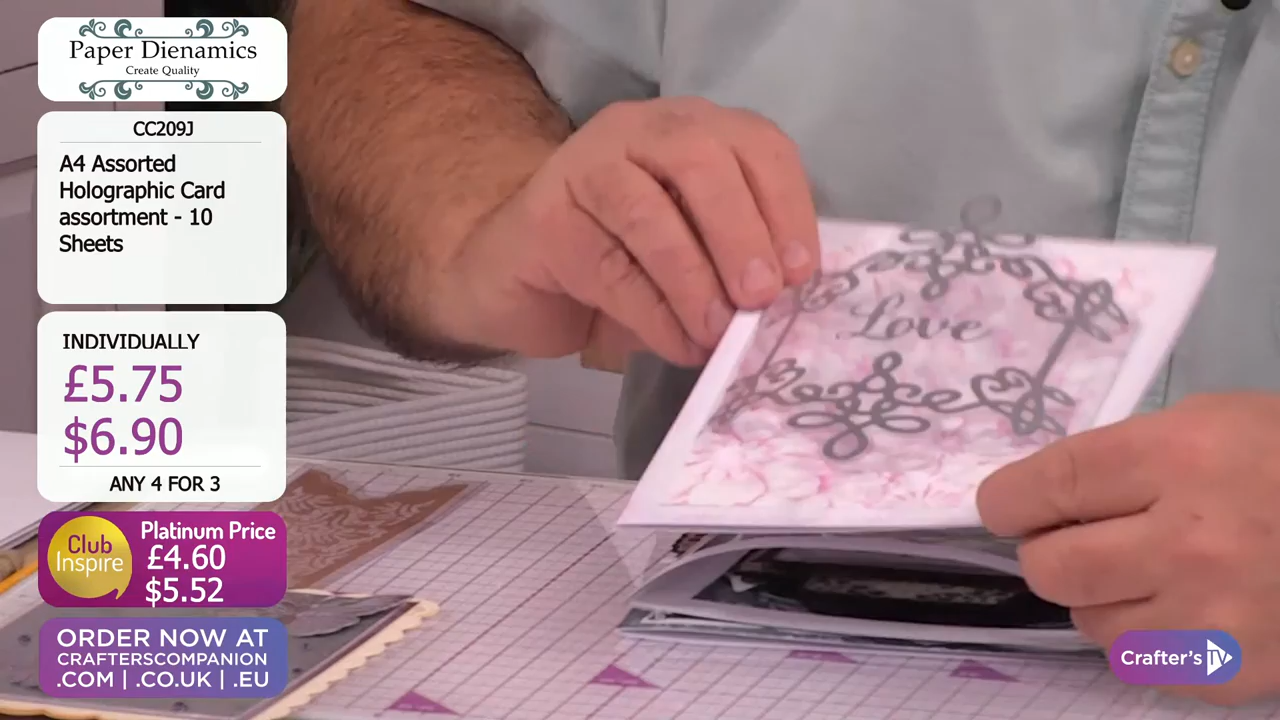 Paper Dienamics
Create Quality
CC209J
A4 Assorted
Holographic Card
assortment - 10
Sheets
INDIVIDUALLY
£5.75
$6.90
ANY 4 FOR 3
Club
Inspire
Platinum Price
£4.60
$5.52
ORDER NOW AT
CRAFTERSCOMPANION
.COM | .CO.UK | .EU
Love
Crafter's TV